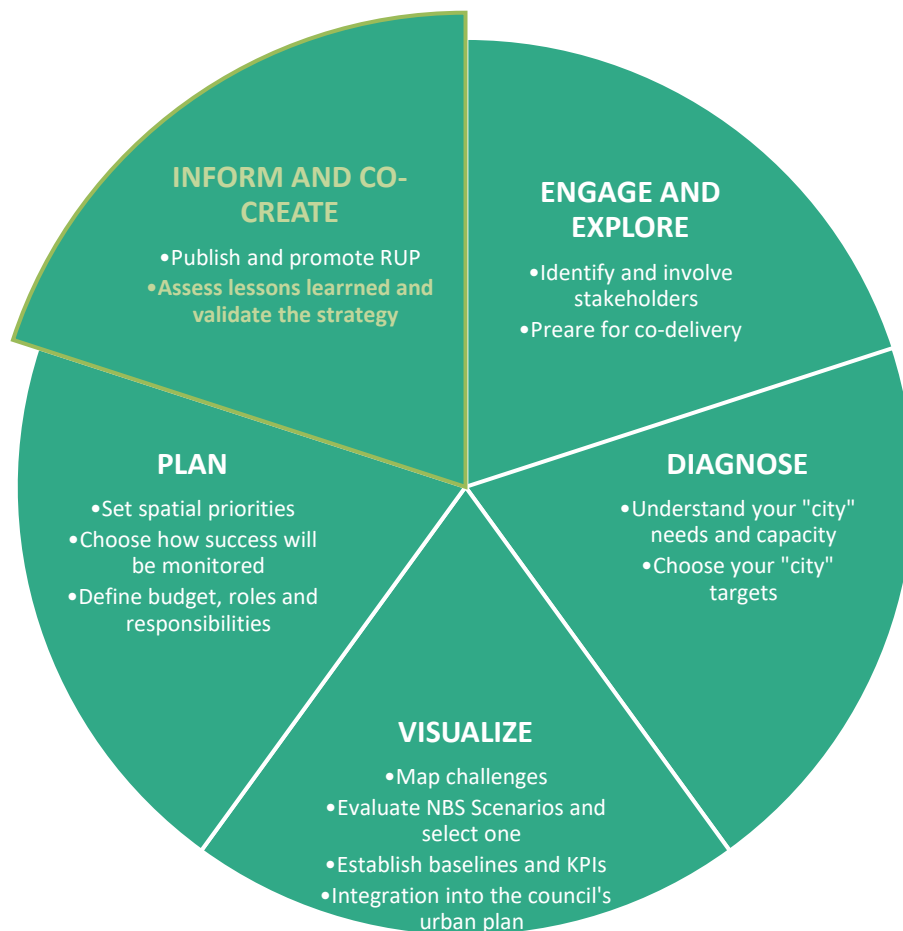 INFORM AND CO-
CREATE
•Publish and promote RUP
•Assess lessons learrned and
validate the strategy
ENGAGE AND
EXPLORE
•Identify and involve
stakeholders
•Preare for co-delivery
DIAGNOSE
•Understand your "city"
needs and capacity
•Choose your "city"
targets
VISUALIZE
•Map challenges
•Evaluate NBS Scenarios and
select one
•Establish baselines and KPIs
•Integration into the council's
urban plan
PLAN
•Set spatial priorities
•Choose how success will
be monitored
•Define budget, roles and
responsibilities